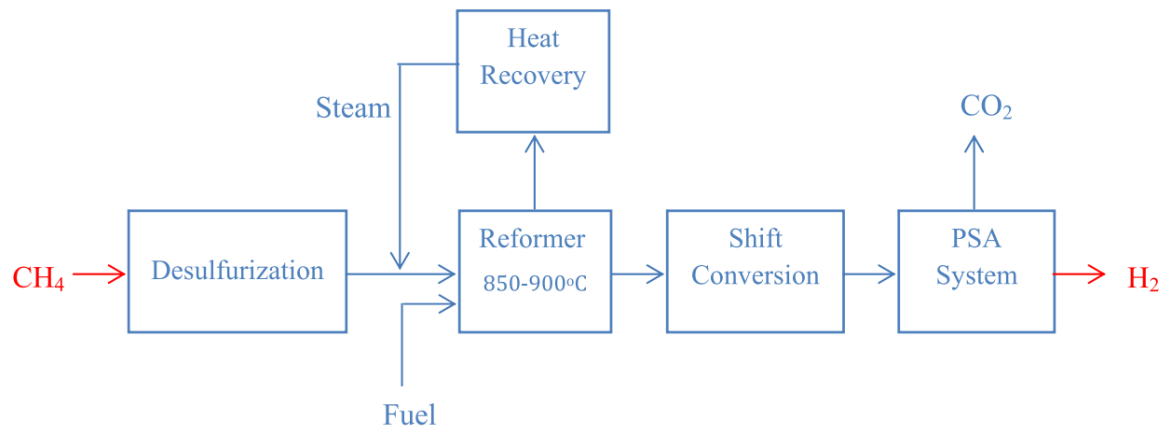 Heat
Recovery
Steam
CO₂
CH₄
Desulfurization
Reformer
850-900ºC
Shift
Conversion
PSA
System
H₂
Fuel